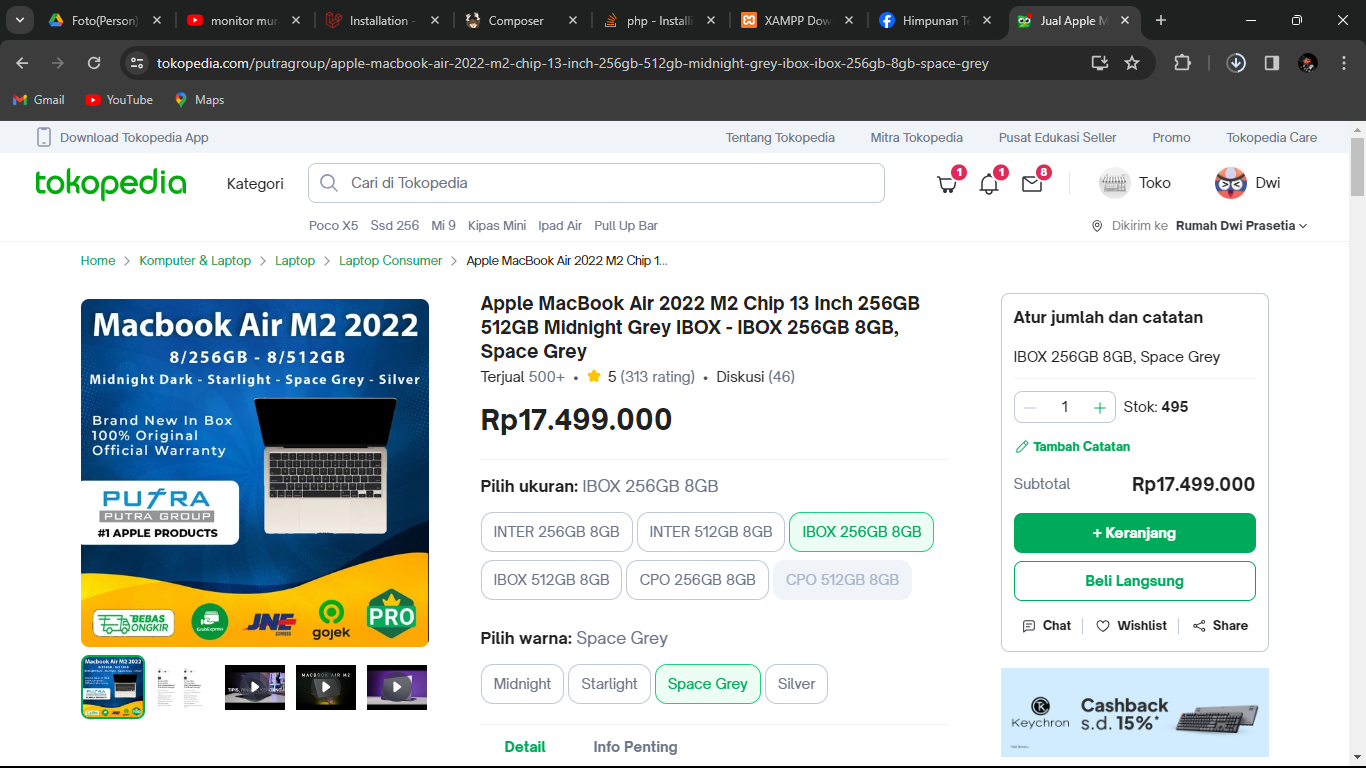 Foto(Person)
monitor mur
Installation -
Composer
php - Installi
XAMPP Dow
Himpunan Te
Jual Apple M
tokopedia.com/putragroup/apple-macbook-air-2022-m2-chip-13-inch-256gb-512gb-midnight-grey-ibox-ibox-256gb-8gb-space-grey
Gmail
YouTube
Maps
Download Tokopedia App
Tentang Tokopedia
Mitra Tokopedia
Pusat Edukasi Seller
Promo
Tokopedia Care
tokopedia
Kategori
Cari di Tokopedia
1
1
8
Toko
Dwi
Poco X5 Ssd 256 Mi 9 Kipas Mini Ipad Air Pull Up Bar
Dikirim ke Rumah Dwi Prasetia
Home > Komputer & Laptop > Laptop > Laptop Consumer > Apple MacBook Air 2022 M2 Chip 1...
Macbook Air M2 2022
8/256GB - 8/512GB
Midnight Dark - Starlight - Space Grey - Silver
Brand New In Box
100% Original
Official Warranty
PUTRA
PUTRA GROUP
#1 APPLE PRODUCTS
BEBAS
ONGKIR
GrabExpress
JNE
EXPRESS
gojek
PRO
Macbook Air M2 2022
MACBOOK AIR M2
Apple MacBook Air 2022 M2 Chip 13 Inch 256GB
512GB Midnight Grey IBOX - IBOX 256GB 8GB,
Space Grey
Terjual 500+ • 5 (313 rating) • Diskusi (46)
Rp17.499.000
Pilih ukuran: IBOX 256GB 8GB
INTER 256GB 8GB
INTER 512GB 8GB
IBOX 256GB 8GB
IBOX 512GB 8GB
CPO 256GB 8GB
CPO 512GB 8GB
Pilih warna: Space Grey
Midnight
Starlight
Space Grey
Silver
Detail
Info Penting
Atur jumlah dan catatan
IBOX 256GB 8GB, Space Grey
1
Stok: 495
Tambah Catatan
Subtotal
Rp17.499.000
+ Keranjang
Beli Langsung
Chat
Wishlist
Share
Keychron
Cashback
s.d. 15%*